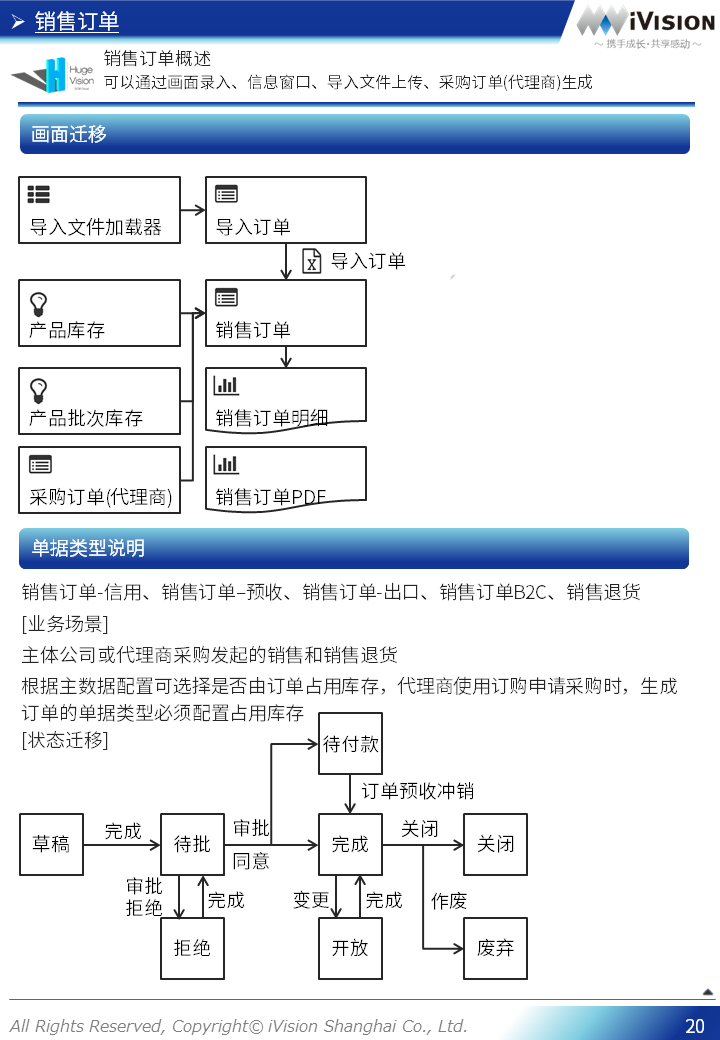 销售订单
iVISION
～ 携手成长·共享感动 ～
Huge
Vision
销售订单概述
可以通过画面录入、信息窗口、导入文件上传、采购订单(代理商)生成
画面迁移
导入文件加载器
导入订单
导入订单
产品库存
销售订单
产品批次库存
销售订单明细
采购订单(代理商)
销售订单PDF
单据类型说明
销售订单-信用、销售订单–预收、销售订单-出口、销售订单B2C、销售退货
[业务场景]
主体公司或代理商采购发起的销售和销售退货
根据主数据配置可选择是否由订单占用库存，代理商使用订购申请采购时，生成
订单的单据类型必须配置占用库存
[状态迁移]
待付款
订单预收冲销
草稿
完成
待批
审批
同意
完成
关闭
关闭
审批
拒绝
完成
变更
完成
作废
拒绝
开放
废弃
All Rights Reserved, Copyright© iVision Shanghai Co., Ltd.
20